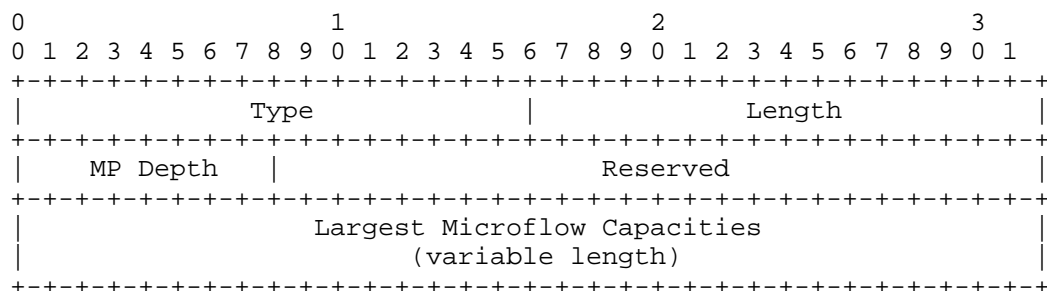 0                   1                   2                   3
0 1 2 3 4 5 6 7 8 9 0 1 2 3 4 5 6 7 8 9 0 1 2 3 4 5 6 7 8 9 0 1
+-+-+-+-+-+-+-+-+-+-+-+-+-+-+-+-+-+-+-+-+-+-+-+-+-+-+-+-+-+-+-+-+
|              Type             |             Length            |
+-+-+-+-+-+-+-+-+-+-+-+-+-+-+-+-+-+-+-+-+-+-+-+-+-+-+-+-+-+-+-+-+
|    MP Depth   |                    Reserved                   |
+-+-+-+-+-+-+-+-+-+-+-+-+-+-+-+-+-+-+-+-+-+-+-+-+-+-+-+-+-+-+-+-+
|                  Largest Microflow Capacities                 |
|                        (variable length)                      |
+-+-+-+-+-+-+-+-+-+-+-+-+-+-+-+-+-+-+-+-+-+-+-+-+-+-+-+-+-+-+-+-+